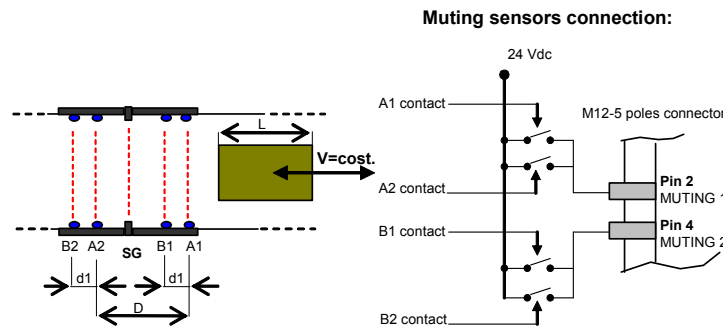 Muting sensors connection:
24 Vdc
A1 contact
M12-5 poles connector
L
V=cost.
Pin 2
A2 contact
MUTING 1
B1 contact
Pin 4
MUTING 2
B2 A2 SG B1 A1
d1 d1
D
B2 contact